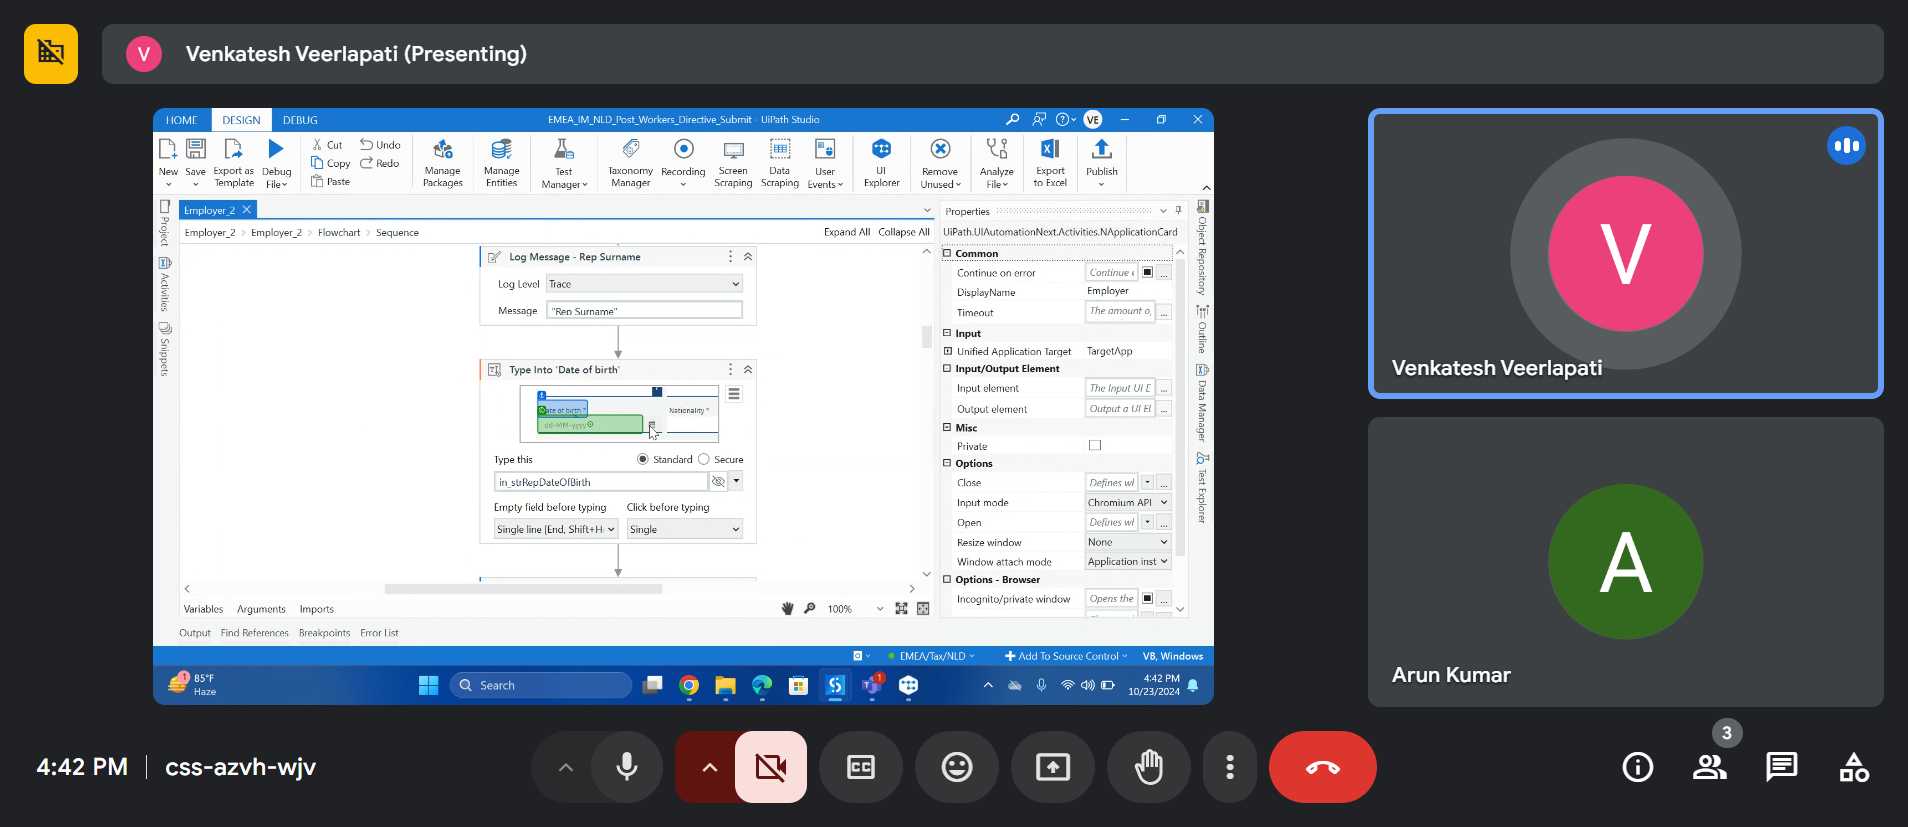 V
Venkatesh Veerlapati (Presenting)
HOME
DESIGN
DEBUG
EMEA_IM_NLD_Post_Workers_Directive_Submit - UiPath Studio
VE
New
Save
Export as Template
Debug File
Cut
Copy
Paste
Undo
Redo
Manage Packages
Manage Entities
Test Manager
Taxonomy Manager
Recording
Screen Scraping
Data Scraping
User Events
UI Explorer
Remove Unused
Analyze File
Export to Excel
Publish
Project
Activities
Snippets
Employer_2
Employer_2 > Employer_2 > Flowchart > Sequence
Expand All
Collapse All
Log Message - Rep Surname
Log Level
Trace
Message
"Rep Surname"
Type Into 'Date of birth'
ate of birth *
Nationality *
dd-MM-yyyy
Type this
Standard
Secure
in_strRepDateOfBirth
Empty field before typing
Click before typing
Single line [End, Shift+H
Single
Variables
Arguments
Imports
100%
Output
Find References
Breakpoints
Error List
Properties
UiPath.UIAutomationNext.Activities.NApplicationCard
Common
Continue on error
Continue e
DisplayName
Employer
Timeout
The amount o
Input
Unified Application Target
TargetApp
Input/Output Element
Input element
The Input UI E
Output element
Output a UI El
Misc
Private
Options
Close
Defines wl
Input mode
Chromium API
Open
Defines wl
Resize window
None
Window attach mode
Application inst
Options - Browser
Incognito/private window
Opens the
Object Repository
Outline
Data Manager
Test Explorer
EMEA/Tax/NLD
Add To Source Control
VB, Windows
1
85°F
Haze
Search
1
4:42 PM
10/23/2024
V
Venkatesh Veerlapati
A
Arun Kumar
4:42 PM
css-azvh-wjv
CC
3